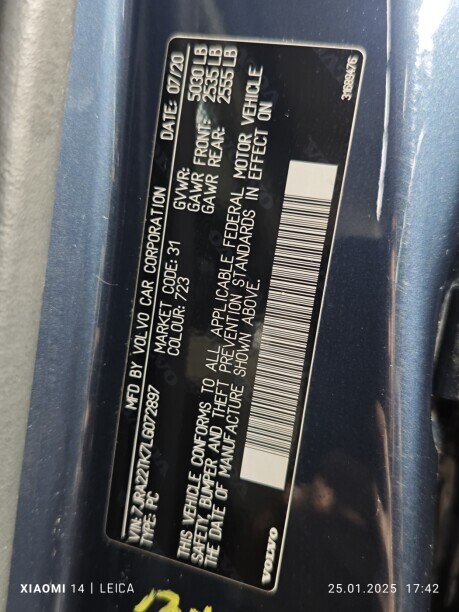 MFD BY VOLVO CAR CORPORATION DATE: 07/20
VIN: 7JRA22TK7LG072897 GVWR: 5030 LB
TYPE: PC MARKET CODE: 31 GAWR FRONT: 2535 LB
COLOUR: 723 GAWR REAR: 2555 LB
THIS VEHICLE CONFORMS TO ALL APPLICABLE FEDERAL MOTOR VEHICLE
SAFETY, BUMPER AND THEFT PREVENTION STANDARDS IN EFFECT ON
THE DATE OF MANUFACTURE SHOWN ABOVE.
VOLVO 31689476
XIAOMI 14 | LEICA 25.01.2025 17:42